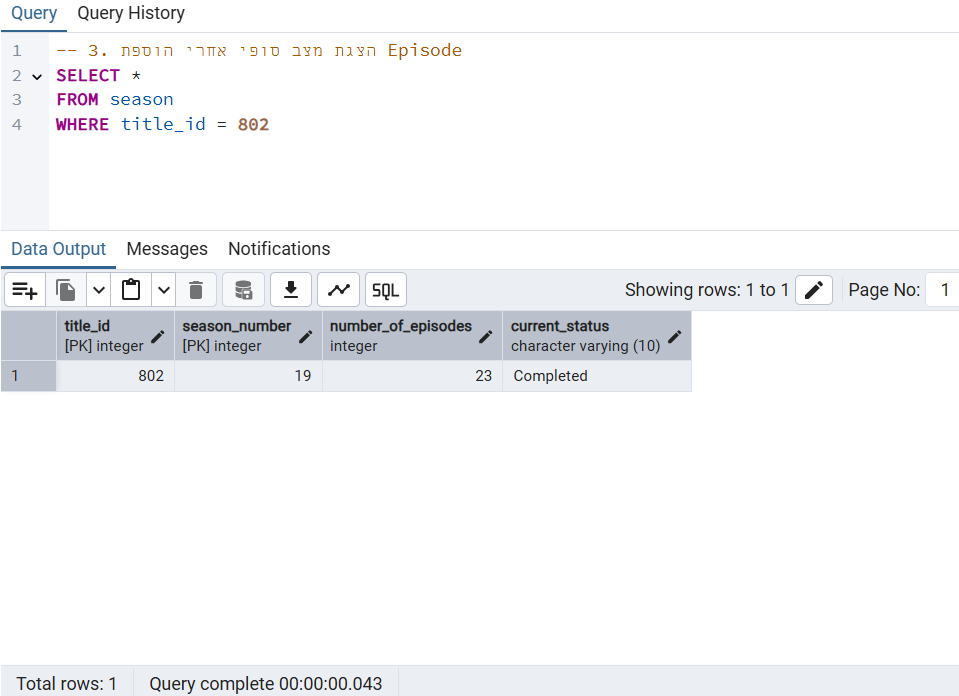 Query Query History
1 -- 3. הצגת מצב סופי אחרי הוספת Episode
2 SELECT *
3 FROM season
4 WHERE title_id = 802
Data Output Messages Notifications
SQL Showing rows: 1 to 1 Page No: 1
title_id season_number number_of_episodes current_status
[PK] integer [PK] integer integer character varying (10)
1 802 19 23 Completed
Total rows: 1 Query complete 00:00:00.043